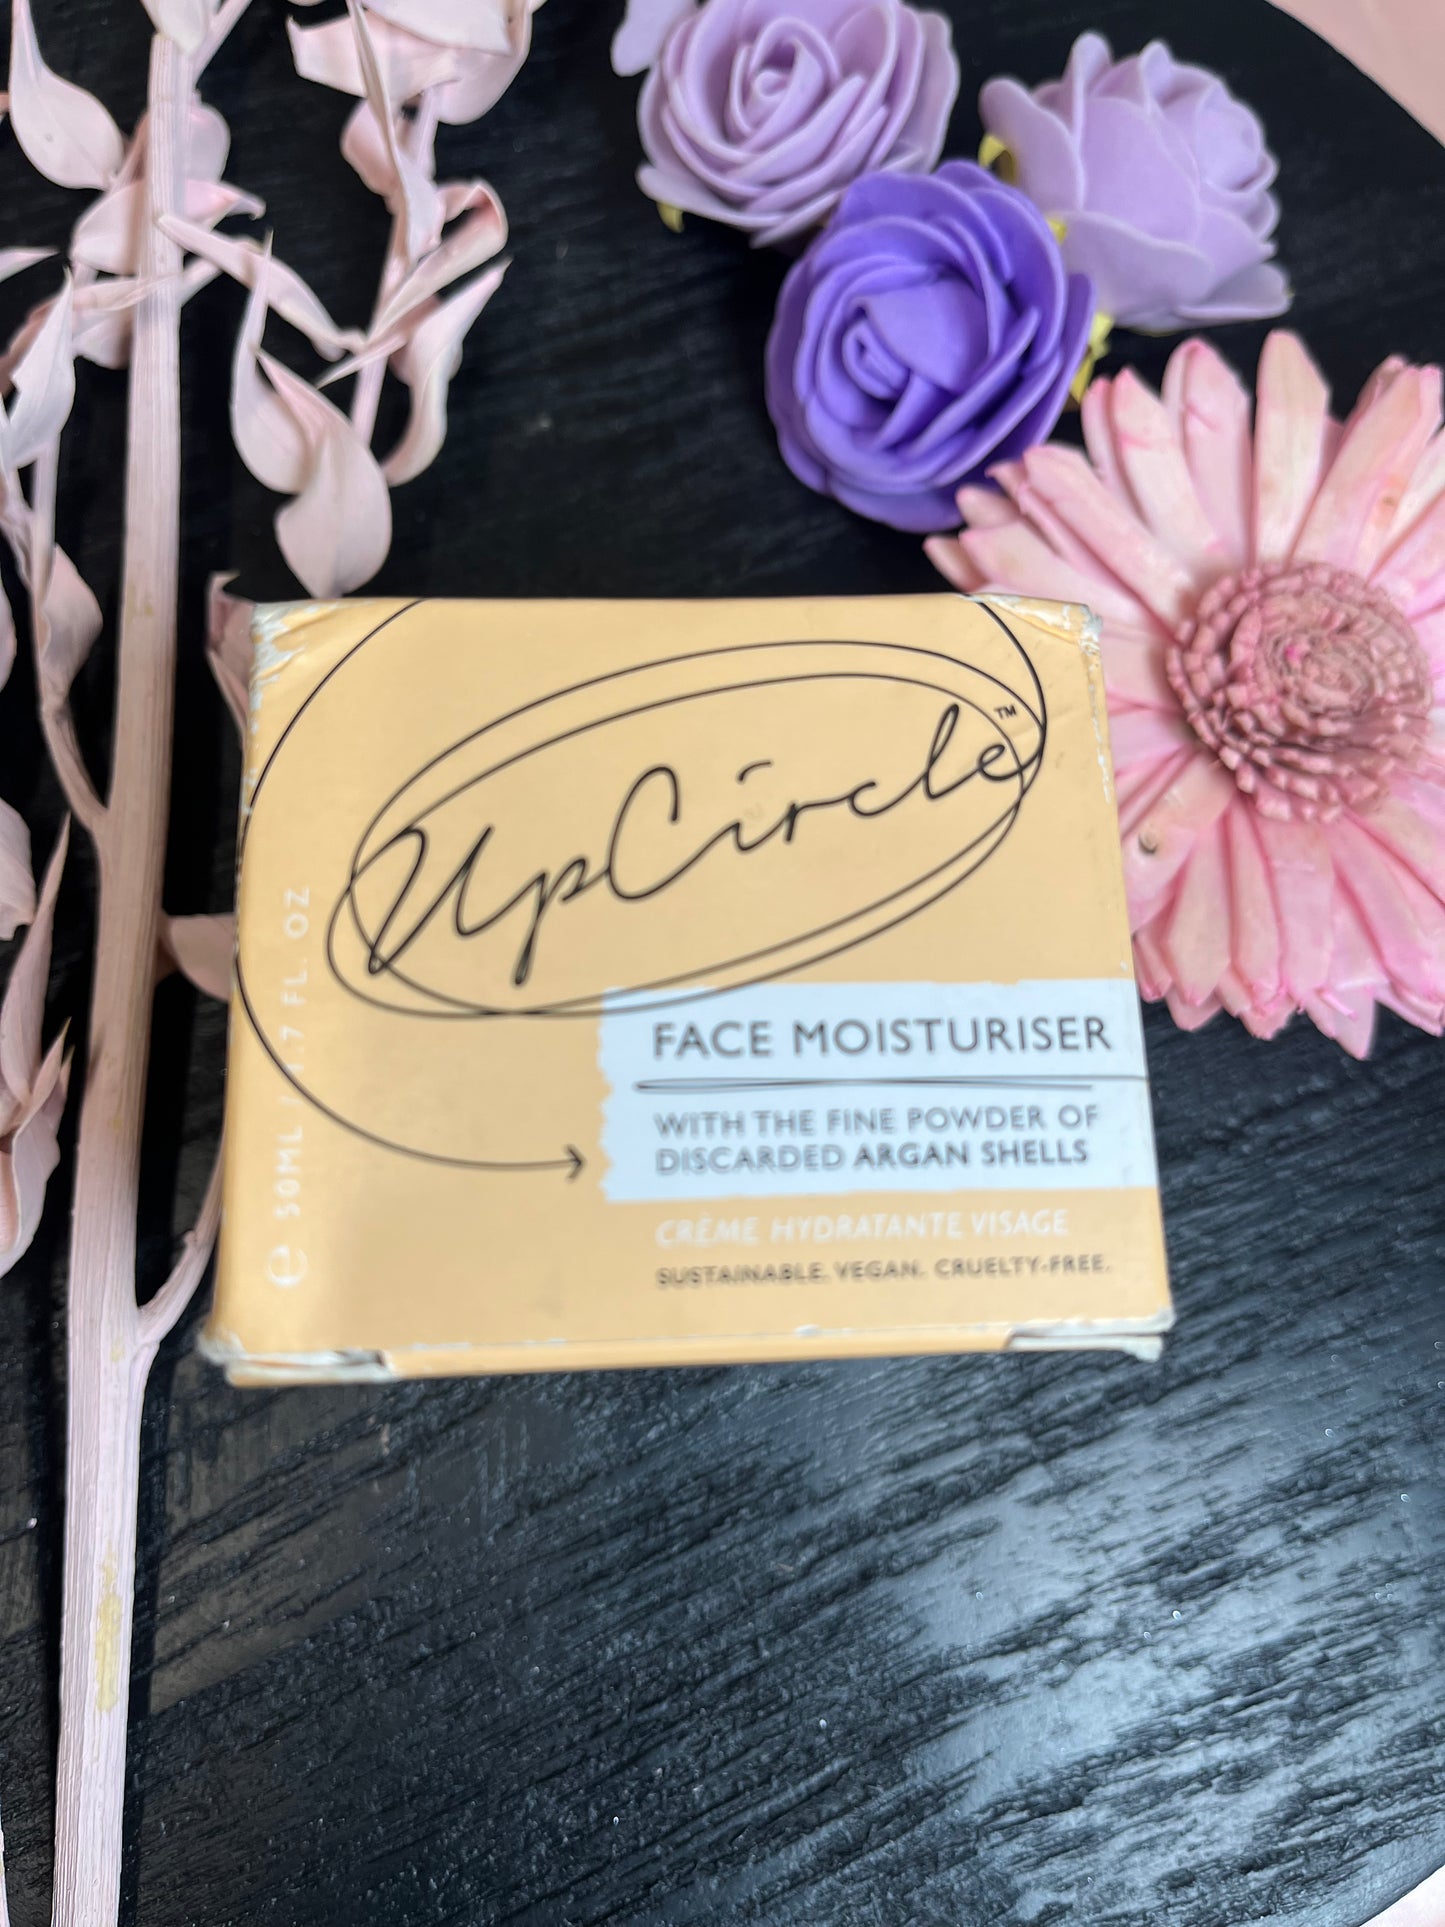 UpCircle™
FACE MOISTURISER
WITH THE FINE POWDER OF
DISCARDED ARGAN SHELLS
CRÈME HYDRATANTE VISAGE
SUSTAINABLE. VEGAN. CRUELTY-FREE.
℮ 50ML / 1.7 FL. OZ